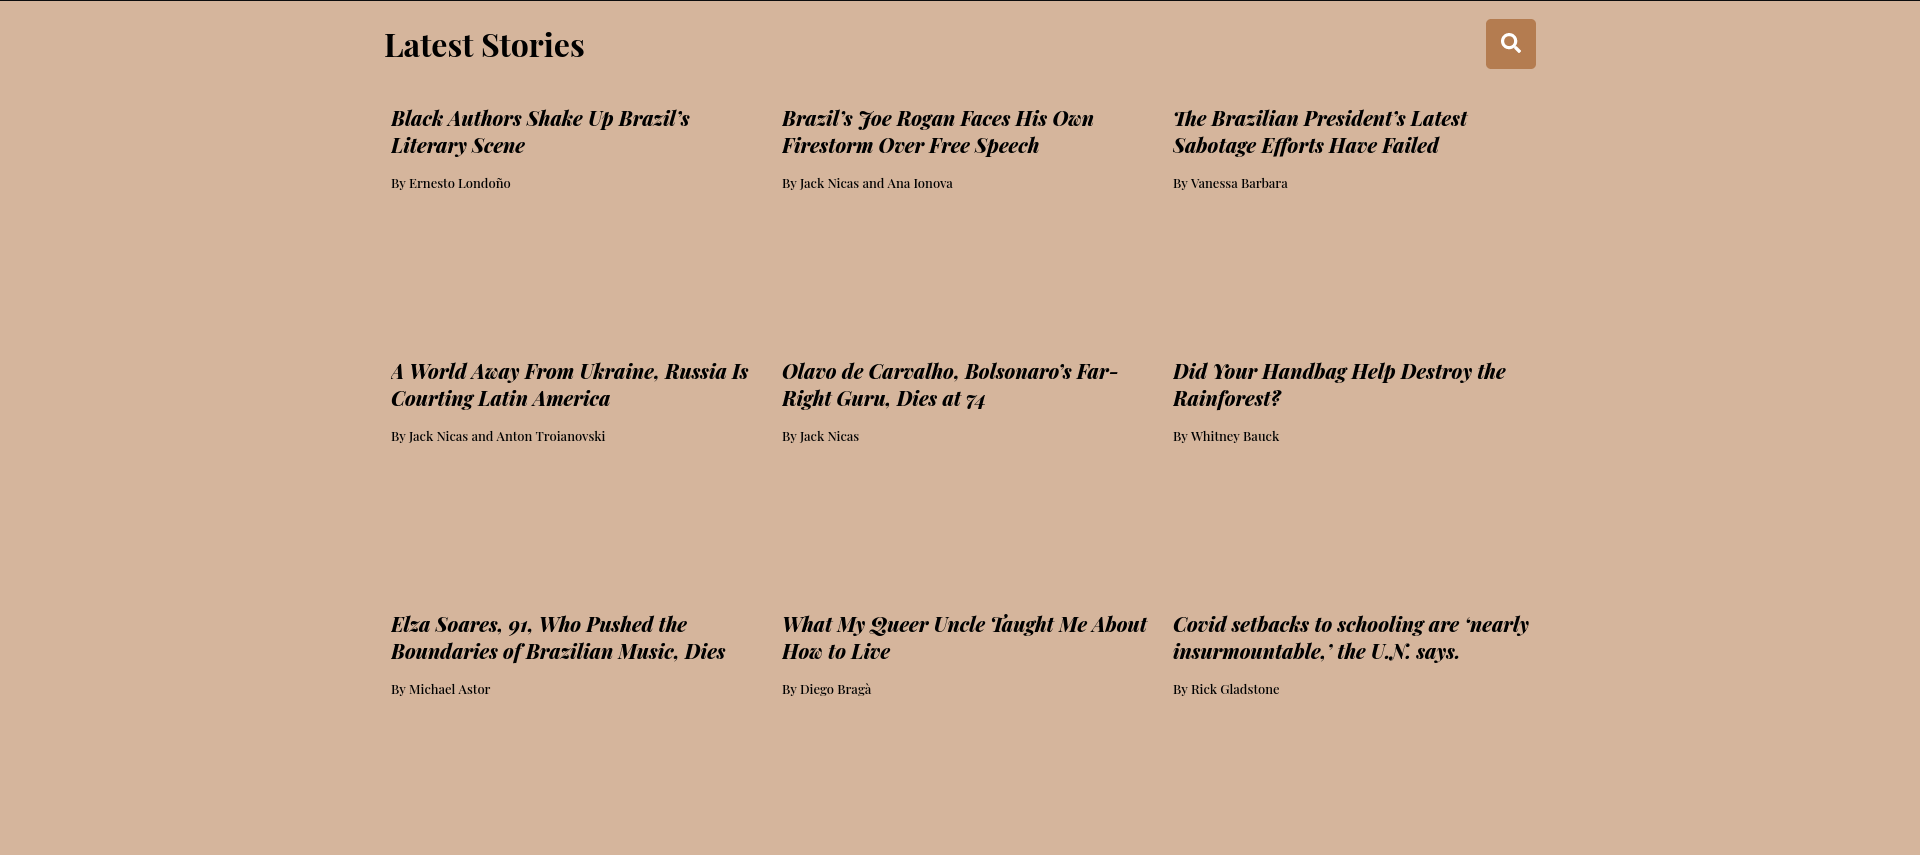 Latest Stories
Black Authors Shake Up Brazil’s
Literary Scene
By Ernesto Londoño
Brazil’s Joe Rogan Faces His Own
Firestorm Over Free Speech
By Jack Nicas and Ana Ionova
The Brazilian President’s Latest
Sabotage Efforts Have Failed
By Vanessa Barbara
A World Away From Ukraine, Russia Is
Courting Latin America
By Jack Nicas and Anton Troianovski
Olavo de Carvalho, Bolsonaro’s Far-
Right Guru, Dies at 74
By Jack Nicas
Did Your Handbag Help Destroy the
Rainforest?
By Whitney Bauck
Elza Soares, 91, Who Pushed the
Boundaries of Brazilian Music, Dies
By Michael Astor
What My Queer Uncle Taught Me About
How to Live
By Diego Bragà
Covid setbacks to schooling are ‘nearly
insurmountable,’ the U.N. says.
By Rick Gladstone